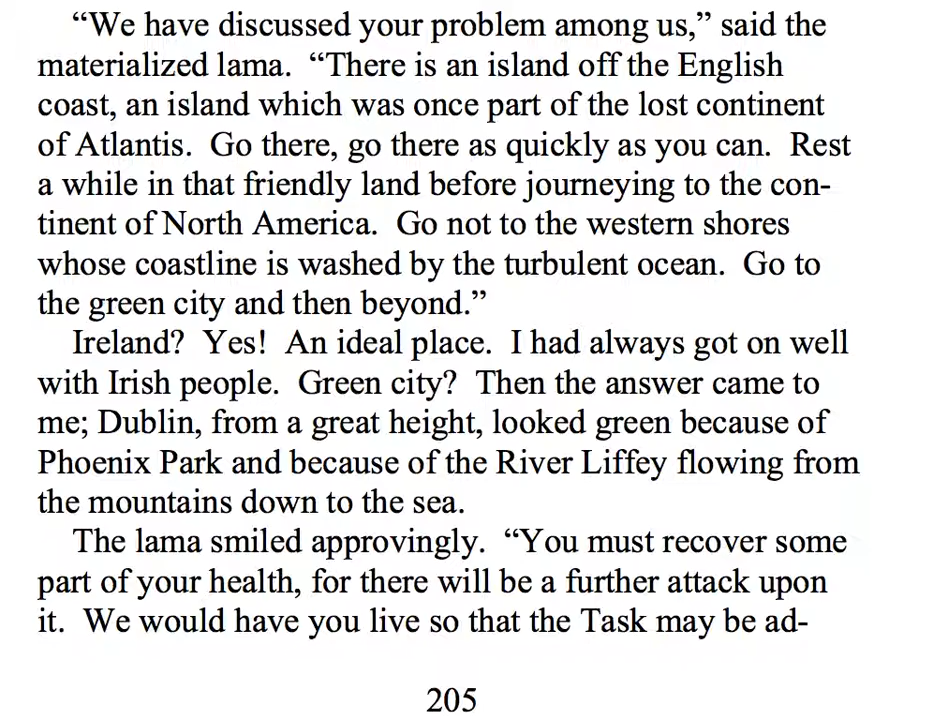 “We have discussed your problem among us,” said the
materialized lama.  “There is an island off the English
coast, an island which was once part of the lost continent
of Atlantis.  Go there, go there as quickly as you can.  Rest
a while in that friendly land before journeying to the con-
tinent of North America.  Go not to the western shores
whose coastline is washed by the turbulent ocean.  Go to
the green city and then beyond.”
Ireland?  Yes!  An ideal place.  I had always got on well
with Irish people.  Green city?  Then the answer came to
me; Dublin, from a great height, looked green because of
Phoenix Park and because of the River Liffey flowing from
the mountains down to the sea.
The lama smiled approvingly.  “You must recover some
part of your health, for there will be a further attack upon
it.  We would have you live so that the Task may be ad-
205